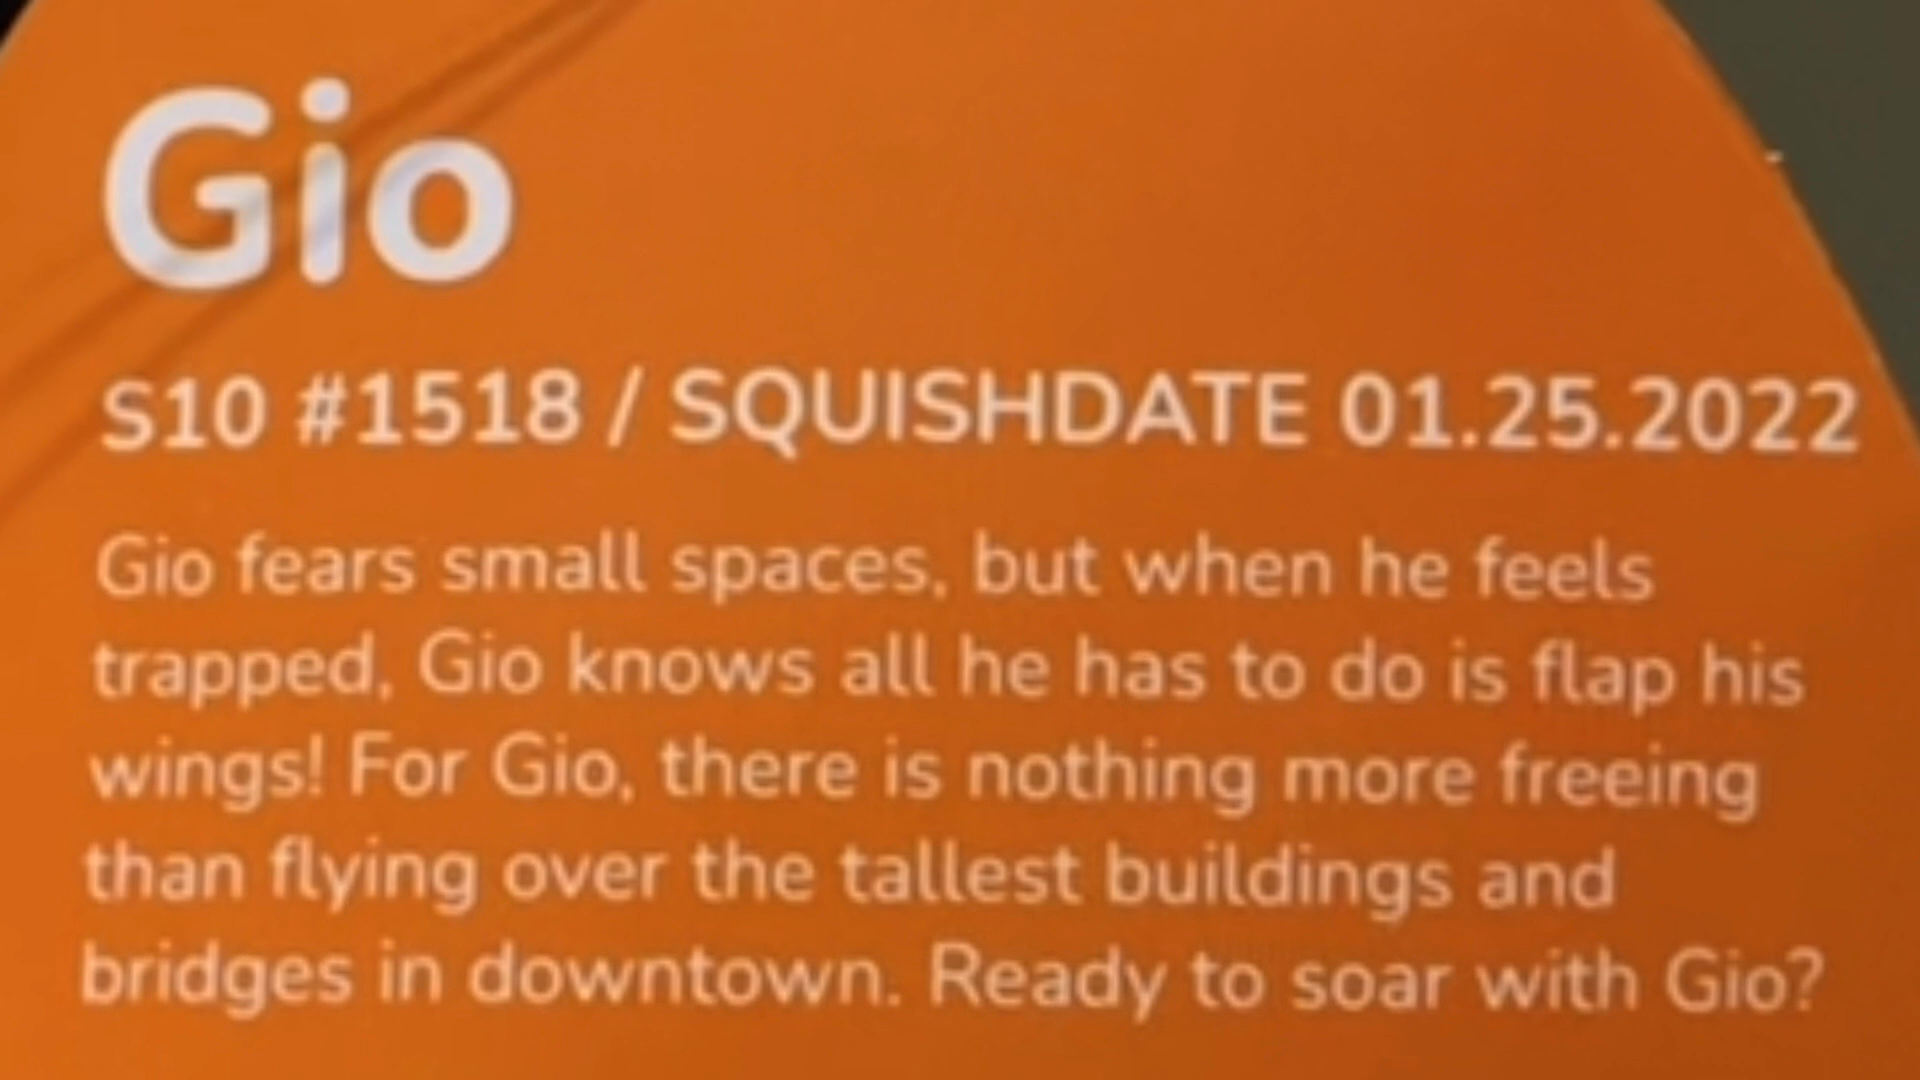 Gio
S10 #1518 / SQUISHDATE 01.25.2022
Gio fears small spaces, but when he feels
trapped, Gio knows all he has to do is flap his
wings! For Gio, there is nothing more freeing
than flying over the tallest buildings and
bridges in downtown. Ready to soar with Gio?